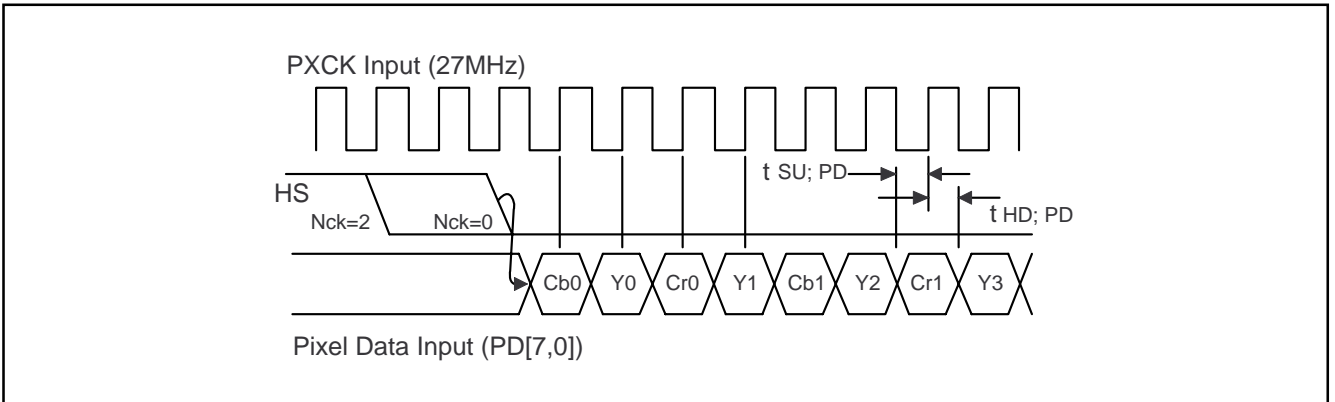 PXCK Input (27MHz)
t SU; PD
HS
t HD; PD
Nck=2
Nck=0
Cb0 Y0 Cr0 Y1 Cb1 Y2 Cr1 Y3
Pixel Data Input (PD[7,0])